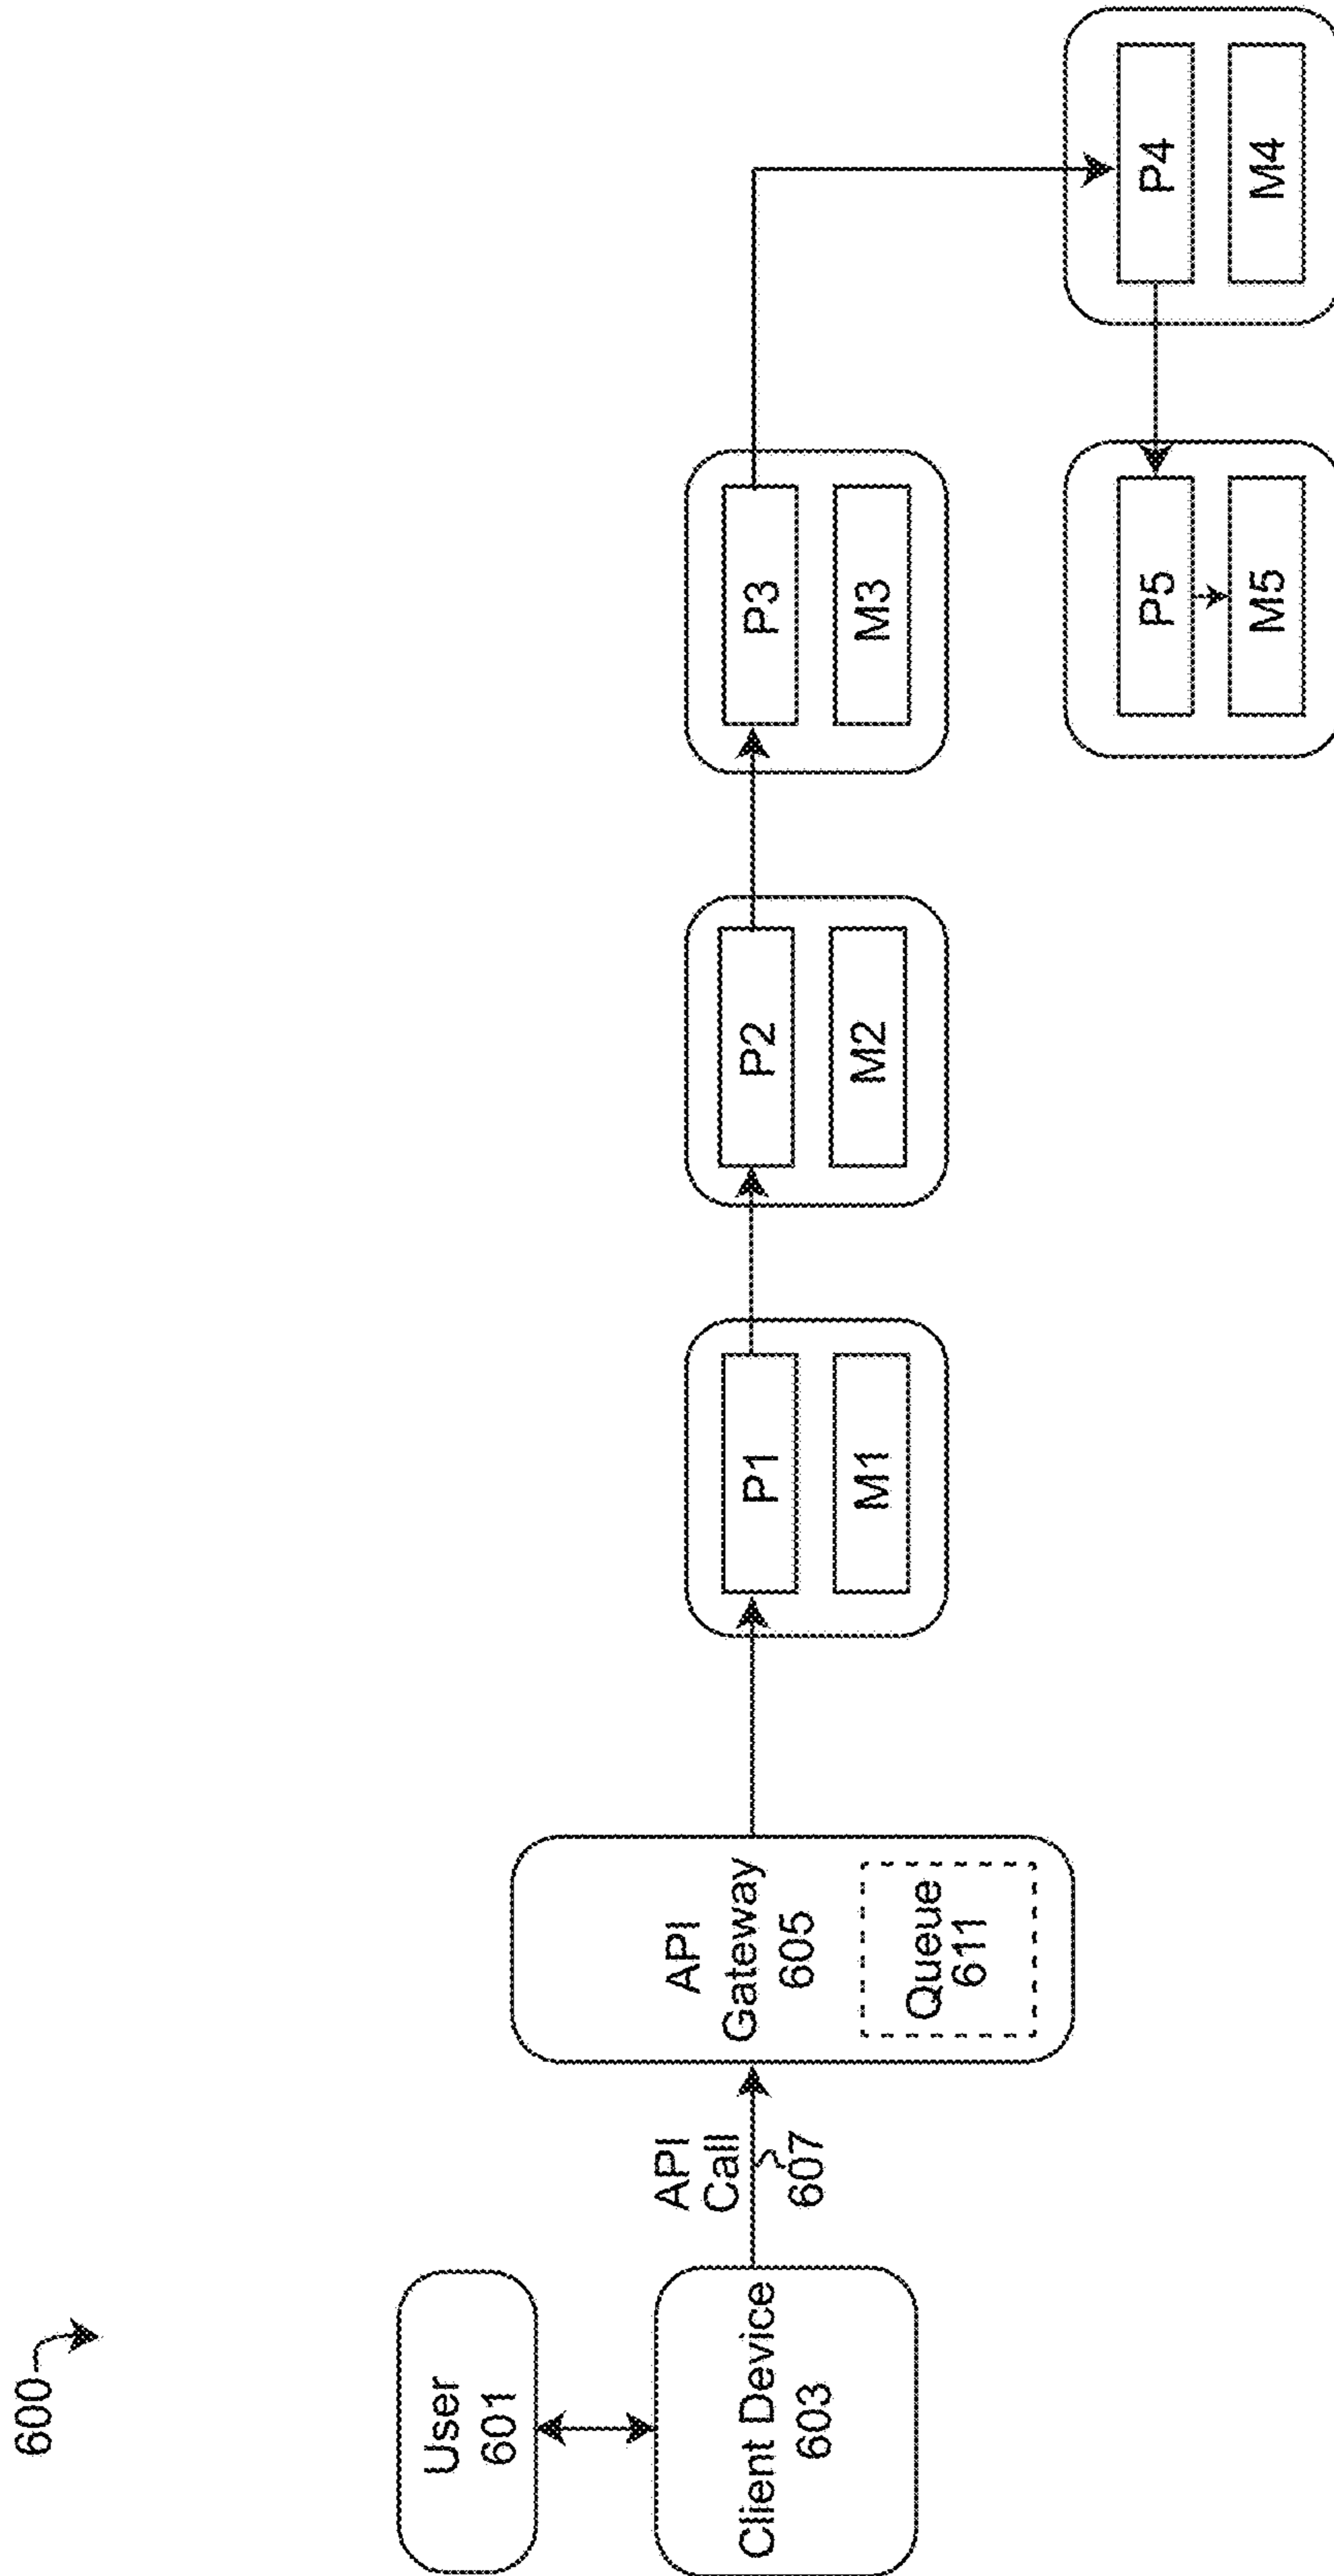 600
User
601
Client Device
603
API
Call
607
API
Gateway
605
Queue
611
P1
M1
P2
M2
P3
M3
P4
M4
P5
M5